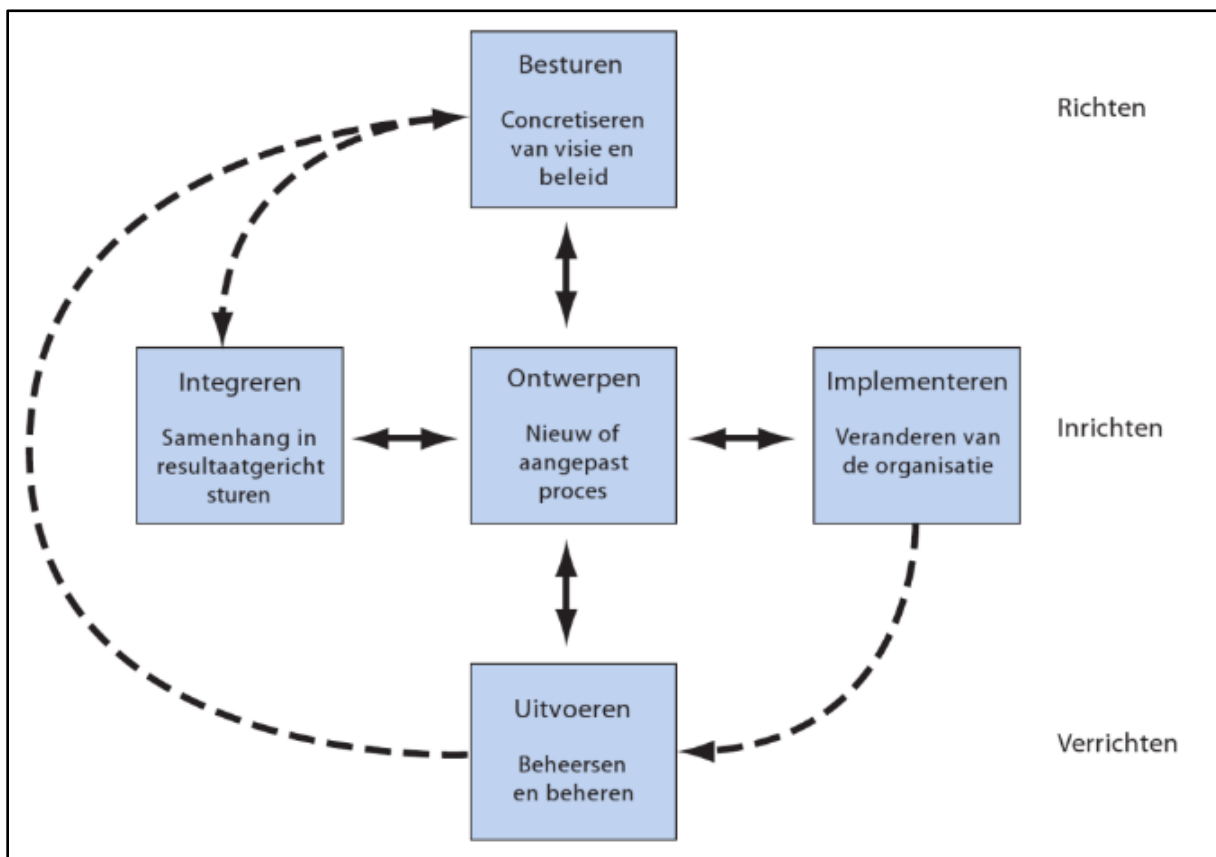 Besturen
Concretiseren
van visie en
beleid
Richten
Integreren
Samenhang in
resultaatgericht
sturen
Ontwerpen
Nieuw of
aangepast
proces
Implementeren
Veranderen van
de organisatie
Inrichten
Uitvoeren
Beheersen
en beheren
Verrichten